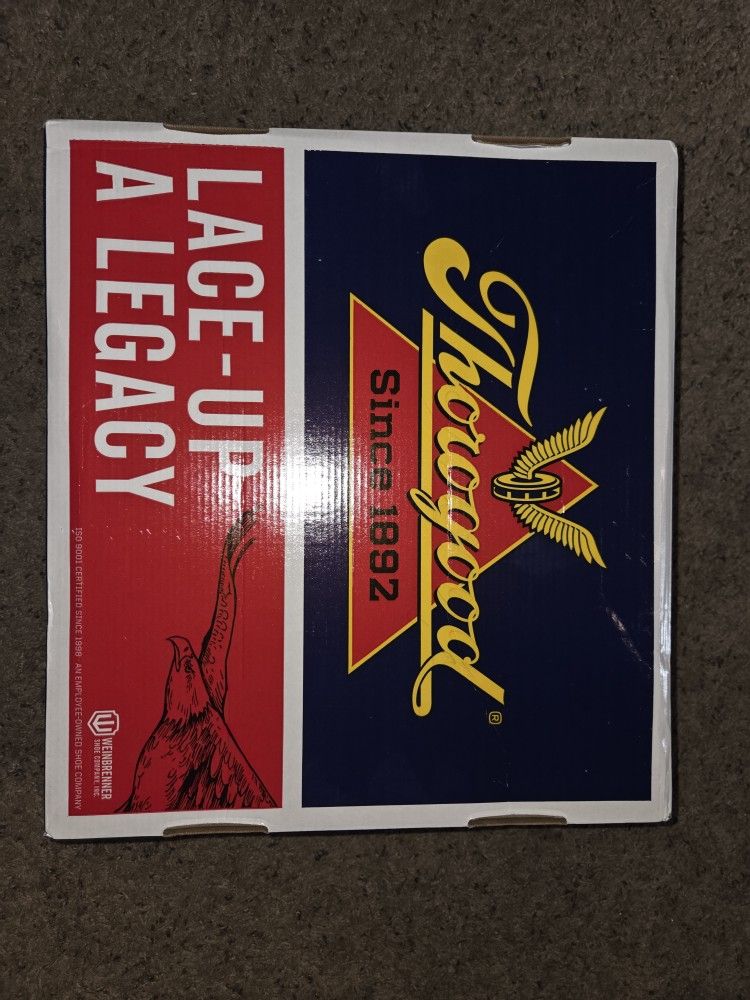 Thorogood®
Since 1892
LACE-UP
A LEGACY
WEINBRENNER
SHOE COMPANY, INC.
ISO 9001 CERTIFIED SINCE 1998 AN EMPLOYEE-OWNED SHOE COMPANY